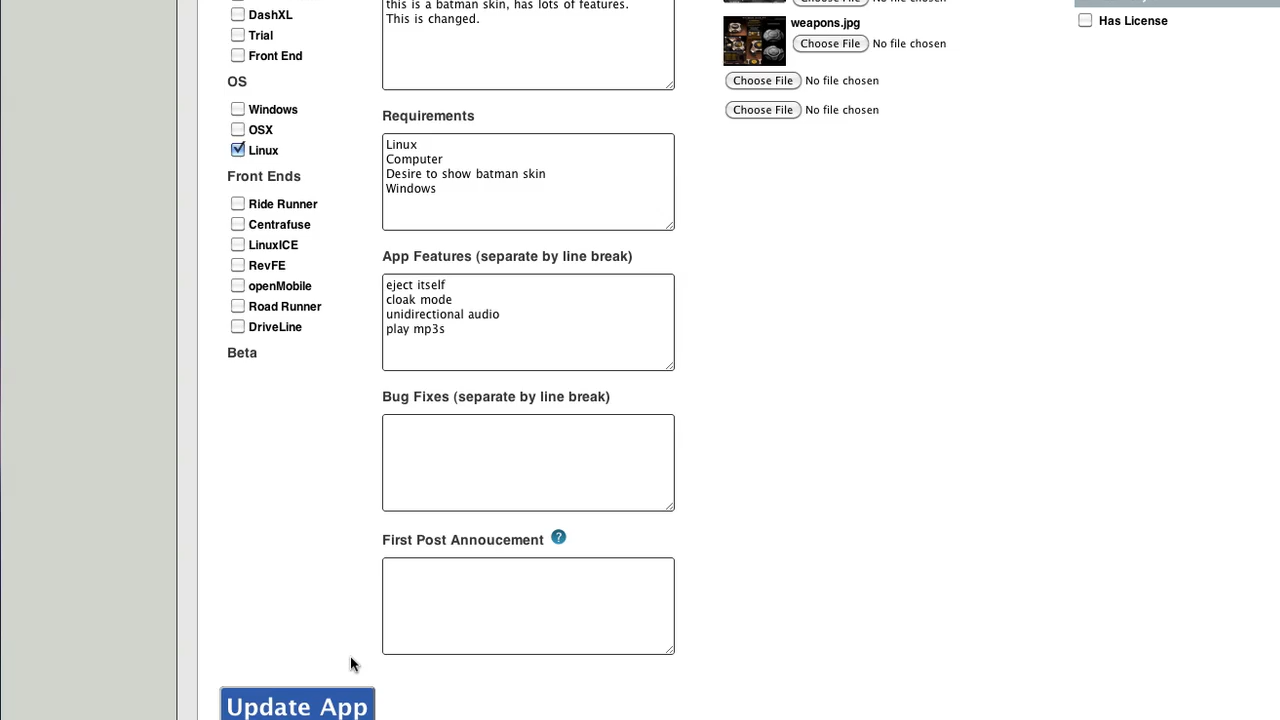 DashXL
Trial
Front End
OS
Windows
OSX
Linux
Front Ends
Ride Runner
Centrafuse
LinuxICE
RevFE
openMobile
Road Runner
DriveLine
Beta
this is a batman skin, has lots of features.
This is changed.
Requirements
Linux
Computer
Desire to show batman skin
Windows
App Features (separate by line break)
eject itself
cloak mode
unidirectional audio
play mp3s
Bug Fixes (separate by line break)
First Post Annoucement ?
Update App
weapons.jpg
Choose File No file chosen
Choose File No file chosen
Choose File No file chosen
Has License